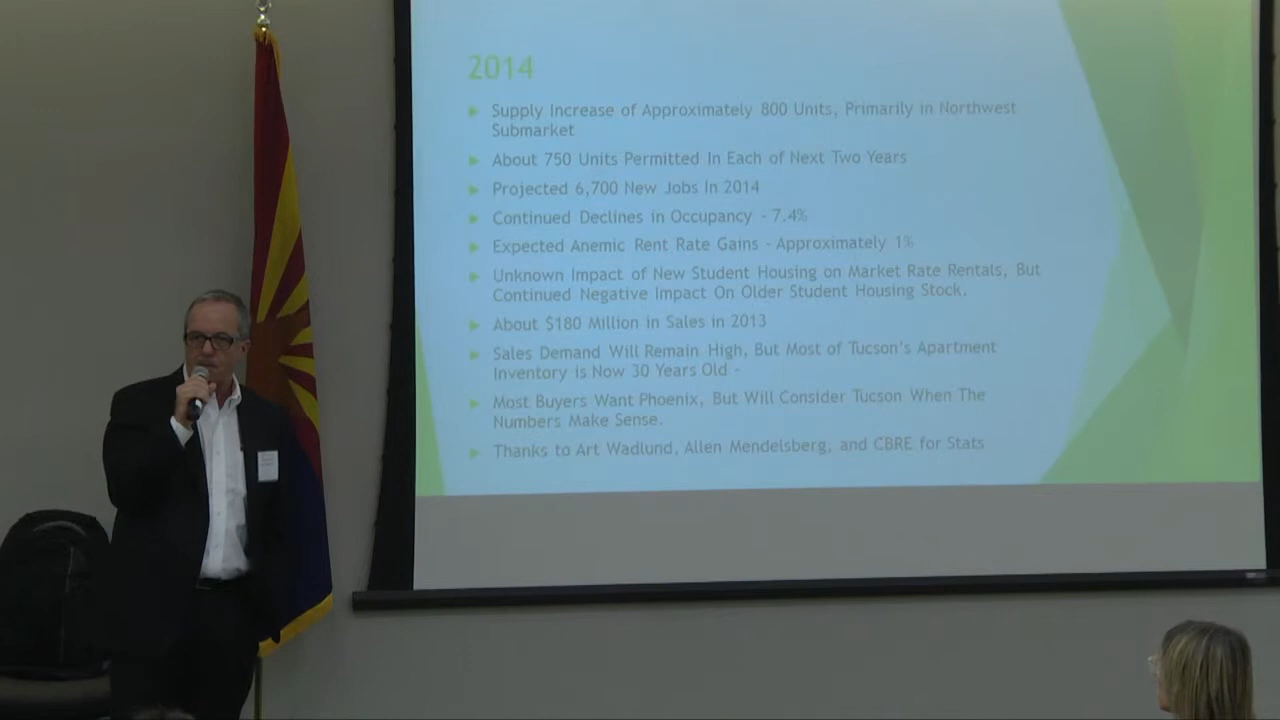 2014
Supply Increase of Approximately 800 Units, Primarily in Northwest
Submarket
About 750 Units Permitted In Each of Next Two Years
Projected 6,700 New Jobs In 2014
Continued Declines in Occupancy - 7.4%
Expected Anemic Rent Rate Gains - Approximately 1%
Unknown Impact of New Student Housing on Market Rate Rentals, But
Continued Negative Impact On Older Student Housing Stock.
About $180 Million in Sales in 2013
Sales Demand Will Remain High, But Most of Tucson's Apartment
Inventory is Now 30 Years Old -
Most Buyers Want Phoenix, But Will Consider Tucson When The
Numbers Make Sense.
Thanks to Art Wadlund, Allen Mendelsberg, and CBRE for Stats